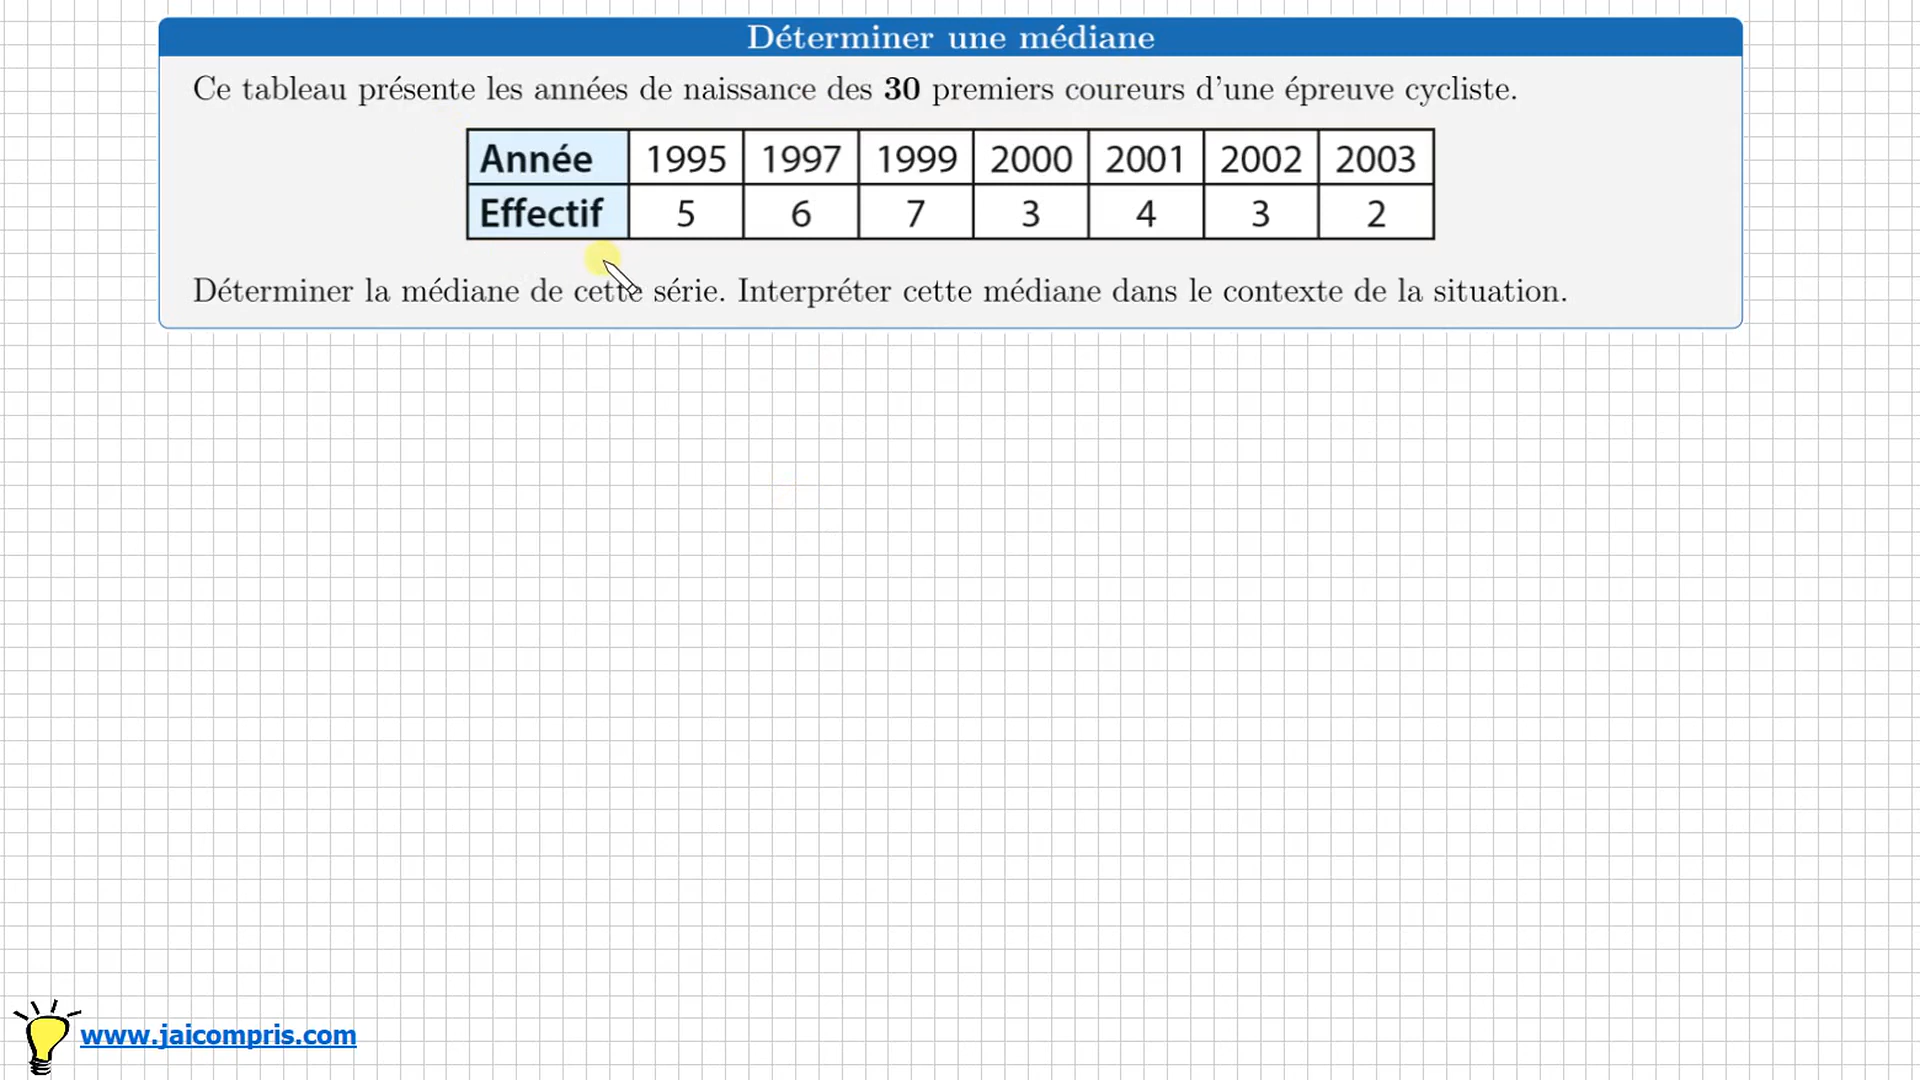 Déterminer une médiane
Ce tableau présente les années de naissance des 30 premiers coureurs d'une épreuve cycliste.
Année 1995 1997 1999 2000 2001 2002 2003
Effectif 5 6 7 3 4 3 2
Déterminer la médiane de cette série. Interpréter cette médiane dans le contexte de la situation.
www.jaicompris.com